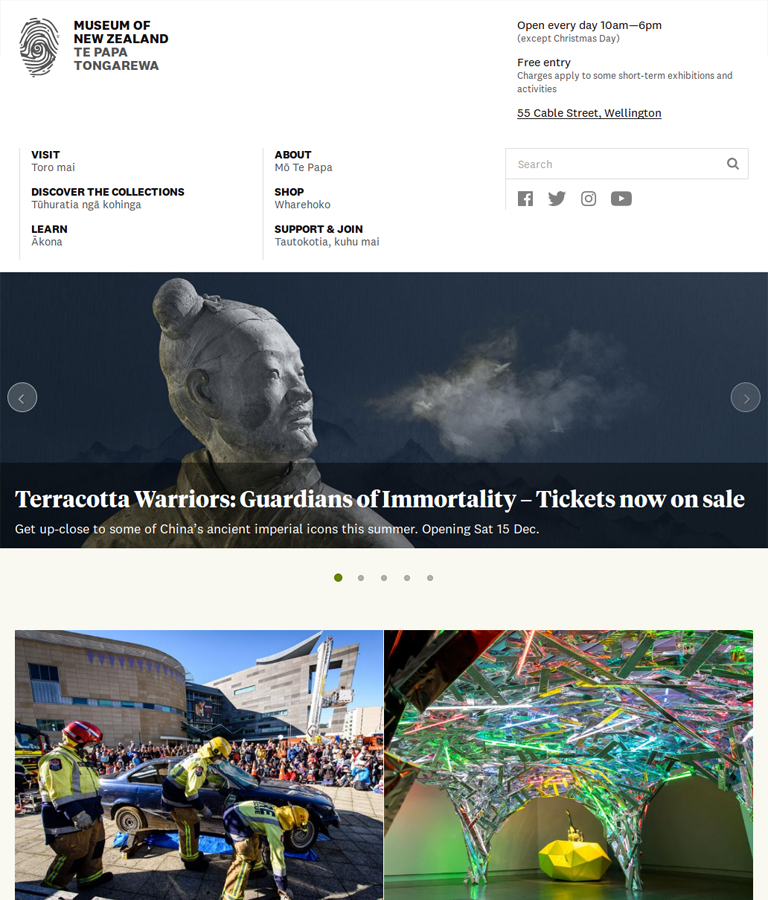 MUSEUM OF
NEW ZEALAND
TE PAPA
TONGAREWA
Open every day 10am—6pm
(except Christmas Day)
Free entry
Charges apply to some short-term exhibitions and
activities
55 Cable Street, Wellington
VISIT
Toro mai
DISCOVER THE COLLECTIONS
Tūhuratia ngā kohinga
LEARN
Ākona
ABOUT
Mō Te Papa
SHOP
Wharehoko
SUPPORT & JOIN
Tautokotia, kuhu mai
Search
Terracotta Warriors: Guardians of Immortality – Tickets now on sale
Get up-close to some of China's ancient imperial icons this summer. Opening Sat 15 Dec.